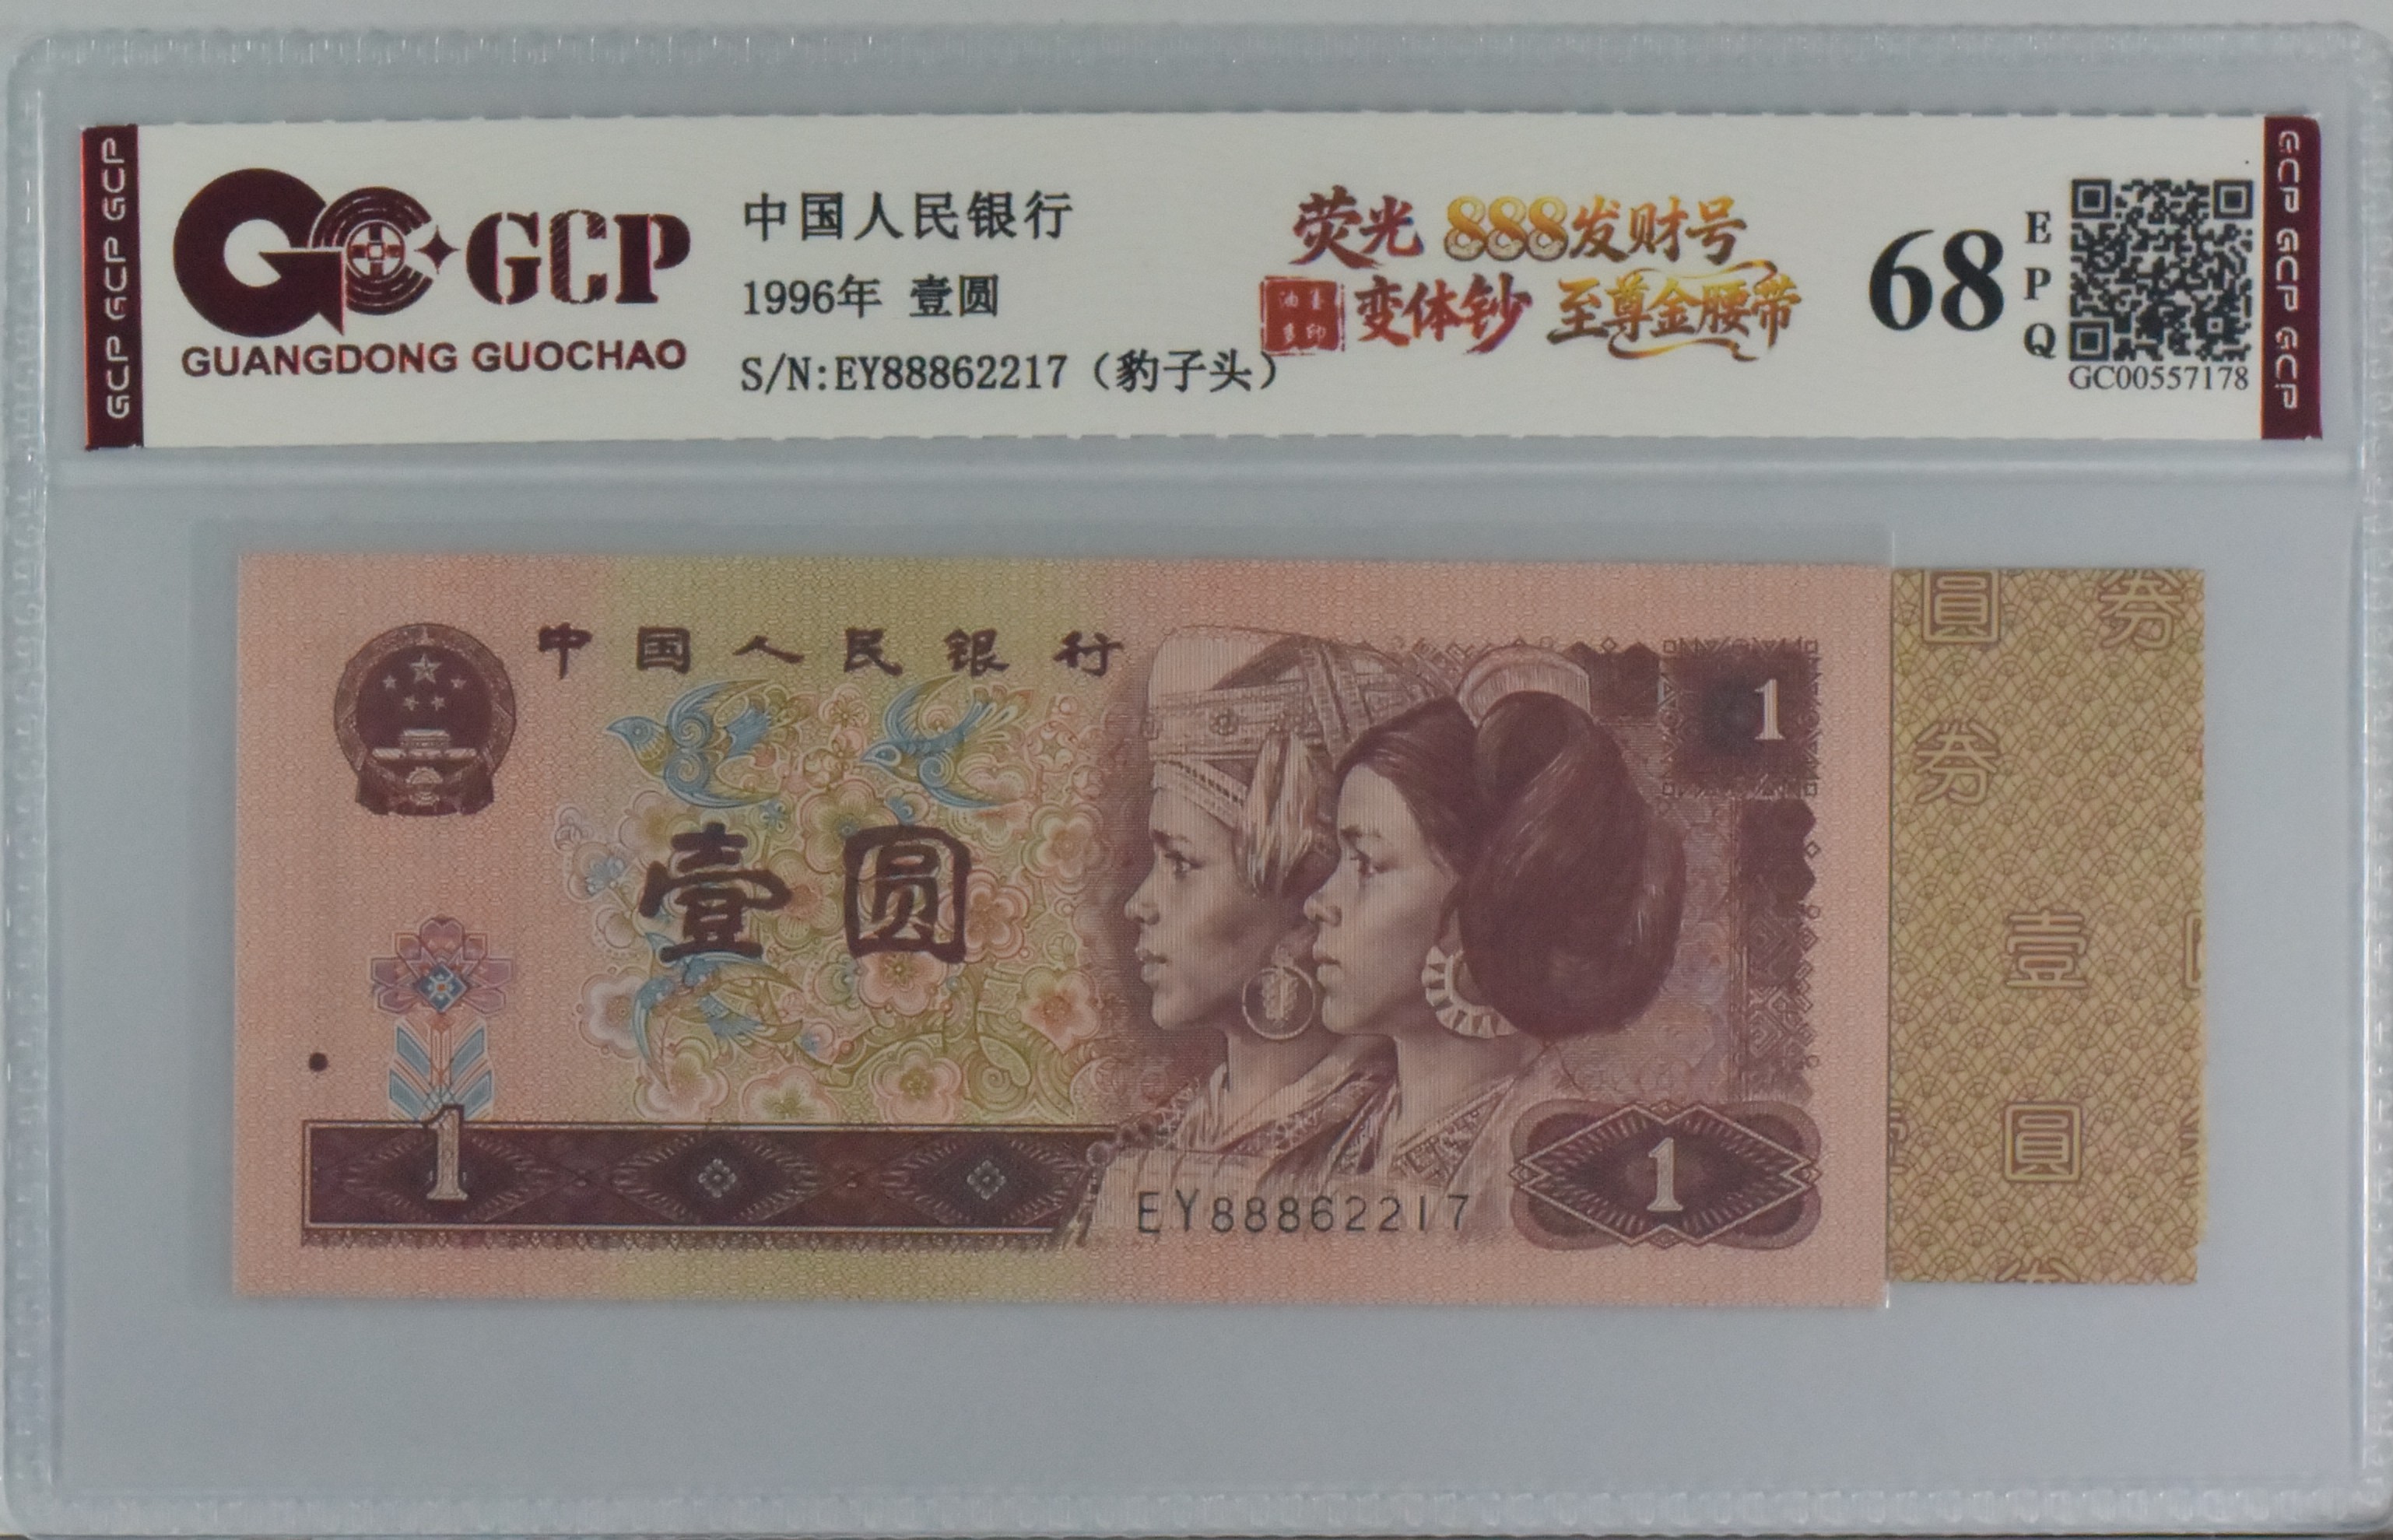 GCP GCP GCP
GCP
GUANGDONG GUOCHAO
中国人民银行
1996年 壹圆
S/N:EY88862217（豹子头）
荧光 888发财号
变体钞 至尊金腰带
68
EPQ
GC00557178
GCP GCP GCP
中国人民银行
壹圆
1
1
EY88862217
1
圓 券
券
壹
圓